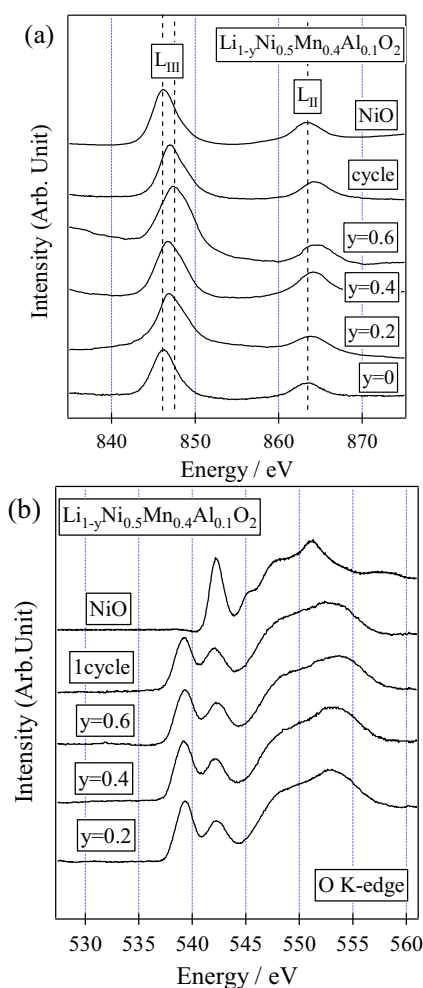 (a)
Li1-yNi0.5Mn0.4Al0.1O2
LIII
LII
NiO
cycle
y=0.6
y=0.4
y=0.2
y=0
Intensity (Arb. Unit)
840 850 860 870
Energy / eV
(b)
Li1-yNi0.5Mn0.4Al0.1O2
NiO
1cycle
y=0.6
y=0.4
y=0.2
O K-edge
Intensity (Arb.Unit)
530 535 540 545 550 555 560
Energy / eV